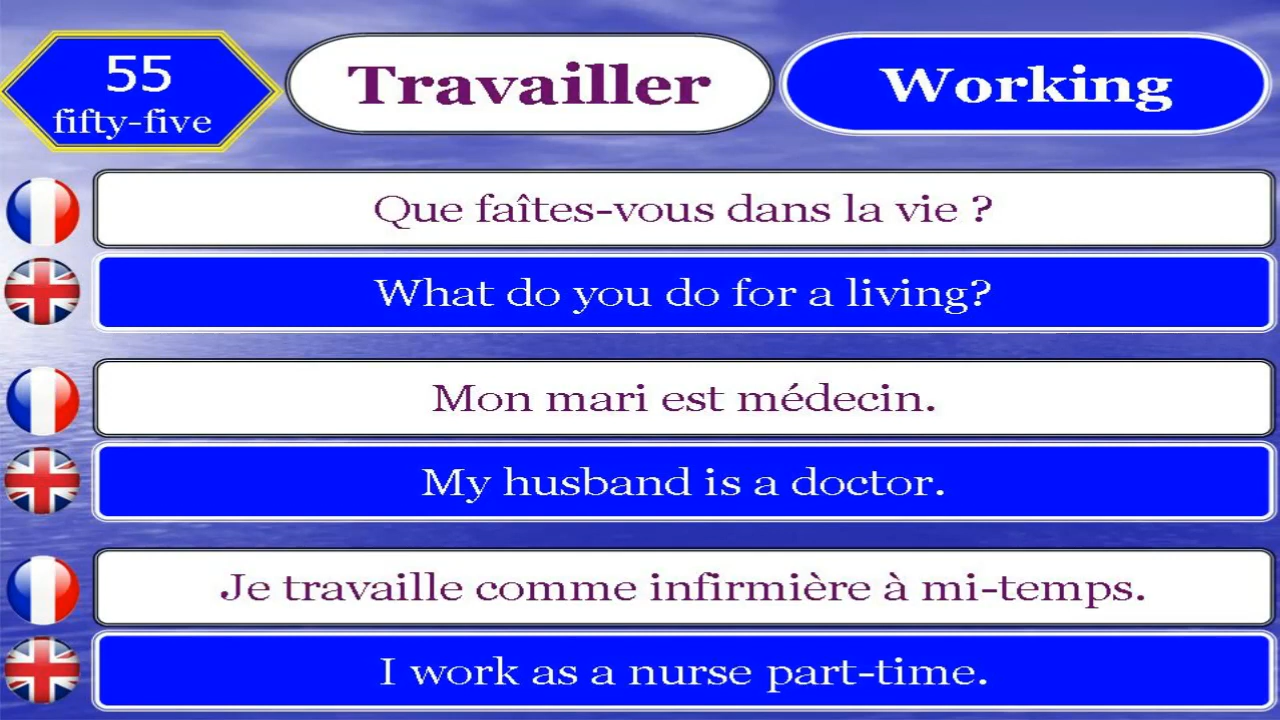 55
fifty-five
Travailler
Working
Que faîtes-vous dans la vie ?
What do you do for a living?
Mon mari est médecin.
My husband is a doctor.
Je travaille comme infirmière à mi-temps.
I work as a nurse part-time.